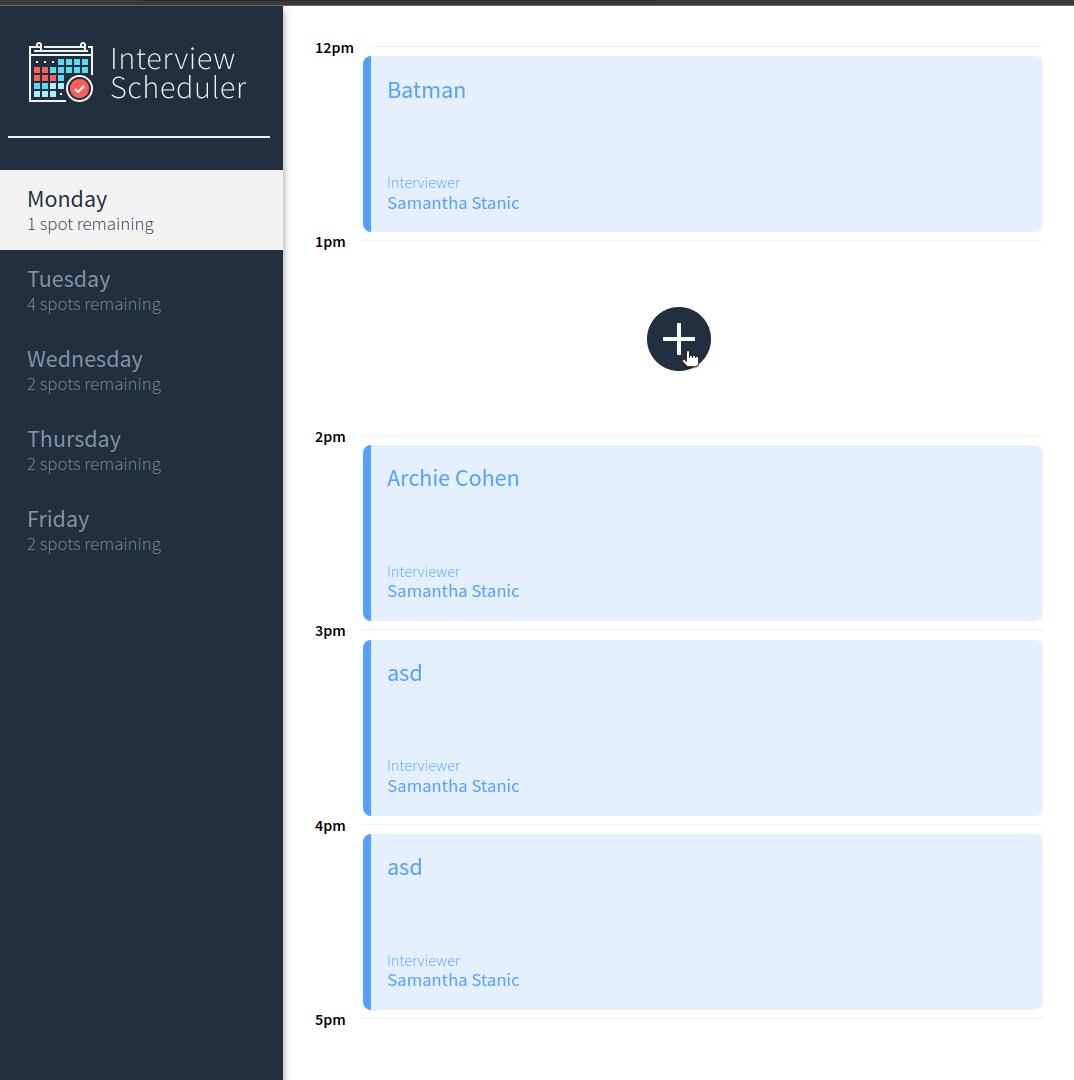 Interview
Scheduler
Monday
1 spot remaining
Tuesday
4 spots remaining
Wednesday
2 spots remaining
Thursday
2 spots remaining
Friday
2 spots remaining
12pm
Batman
Interviewer
Samantha Stanic
1pm
2pm
Archie Cohen
Interviewer
Samantha Stanic
3pm
asd
Interviewer
Samantha Stanic
4pm
asd
Interviewer
Samantha Stanic
5pm